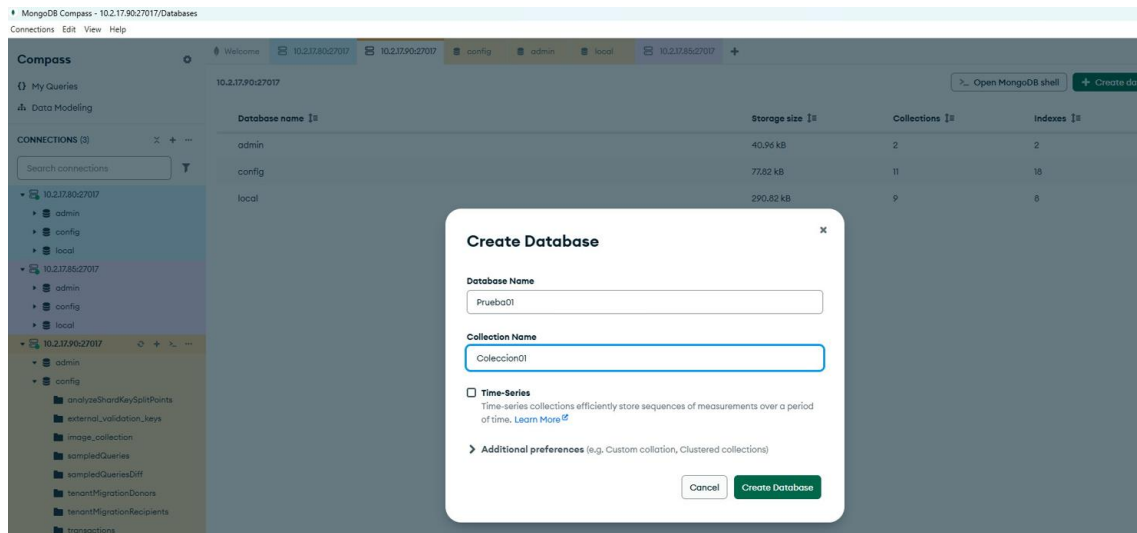 MongoDB Compass - 10.2.17.90:27017/Databases
Connections Edit View Help
Compass
My Queries
Data Modeling
CONNECTIONS (3)
Search connections
10.2.17.80:27017
admin
config
local
10.2.17.85:27017
admin
config
local
10.2.17.90:27017
admin
config
analyzeShardKeySplitPoints
external_validation_keys
image_collection
sampledQueries
sampledQueriesDiff
tenantMigrationDonors
tenantMigrationRecipients
transactions
Welcome 10.2.17.80:27017 10.2.17.90:27017 config admin local 10.2.17.85:27017
10.2.17.90:27017
Open MongoDB shell
Create da
Database name Storage size Collections Indexes
admin 40.96 kB 2 2
config 77.82 kB 11 18
local 290.82 kB 9 8
Create Database
Database Name
Prueba01
Collection Name
Coleccion01
Time-Series
Time-series collections efficiently store sequences of measurements over a period
of time. Learn More
Additional preferences (e.g. Custom collation, Clustered collections)
Cancel Create Database